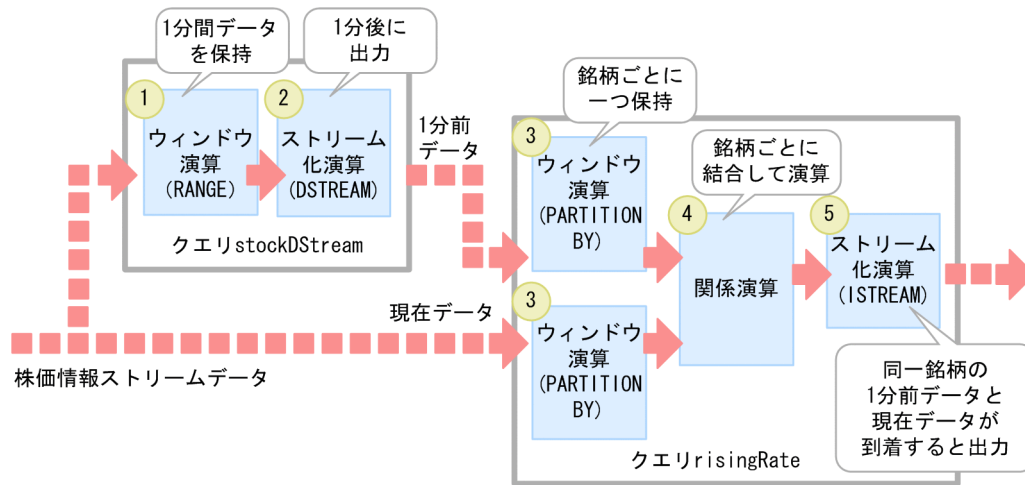 1分間データ
を保持
1分後に
出力
1
ウィンドウ
演算
(RANGE)
2
ストリーム
化演算
(DSTREAM)
クエリstockDStream
1分前
データ
銘柄ごとに
一つ保持
3
ウィンドウ
演算
(PARTITION
BY)
銘柄ごとに
結合して演算
4
関係演算
5
ストリーム
化演算
(ISTREAM)
現在データ
3
ウィンドウ
演算
(PARTITION
BY)
株価情報ストリームデータ
同一銘柄の
1分前データと
現在データが
到着すると出力
クエリrisingRate